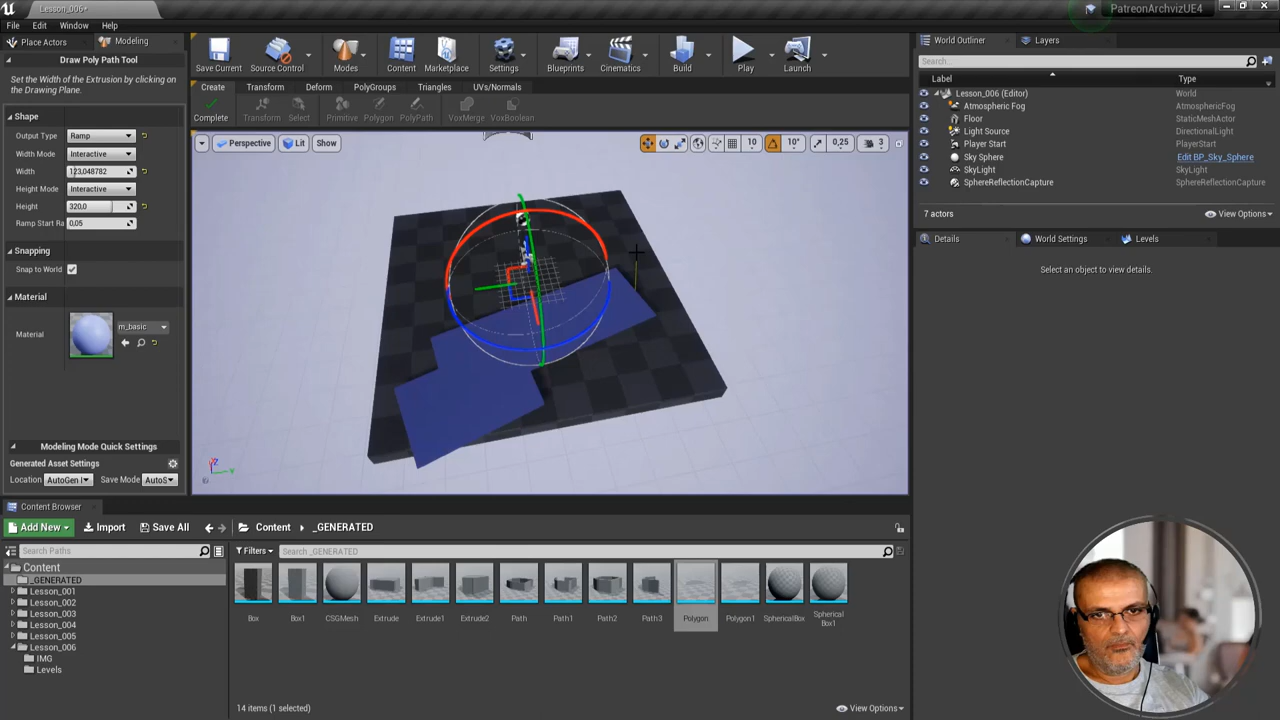 Lesson_006*
PatreonArchvizUE4
File Edit Window Help
Place Actors Modeling
Draw Poly Path Tool
Set the Width of the Extrusion by clicking on
the Drawing Plane.
Shape
Output Type Ramp
Width Mode Interactive
Width 123,048782
Height Mode Interactive
Height 320,0
Ramp Start Ra 0,05
Snapping
Snap to World
Material
Material m_basic
Modeling Mode Quick Settings
Generated Asset Settings
Location AutoGen Save Mode AutoS
Save Current Source Control Modes Content Marketplace Settings Blueprints Cinematics Build Play Launch
Create Transform Deform PolyGroups Triangles UVs/Normals
Complete Transform Select Primitive Polygon PolyPath VoxMerge VoxBoolean
Perspective Lit Show 10 10° 0,25 3
World Outliner Layers
Search...
Label Type
Lesson_006 (Editor) World
Atmospheric Fog AtmosphericFog
Floor StaticMeshActor
Light Source DirectionalLight
Player Start PlayerStart
Sky Sphere Edit BP_Sky_Sphere
SkyLight SkyLight
SphereReflectionCapture SphereReflectionCapture
7 actors View Options
Details World Settings Levels
Select an object to view details.
Content Browser
Add New Import Save All Content _GENERATED
Search Paths Filters Search _GENERATED
Content
_GENERATED
Lesson_001
Lesson_002
Lesson_003
Lesson_004
Lesson_005
Lesson_006
IMG
Levels
Box Box1 CSGMesh Extrude Extrude1 Extrude2 Path Path1 Path2 Path3 Polygon Polygon1 SphericalBox Spherical
Box1
14 items (1 selected) View Options